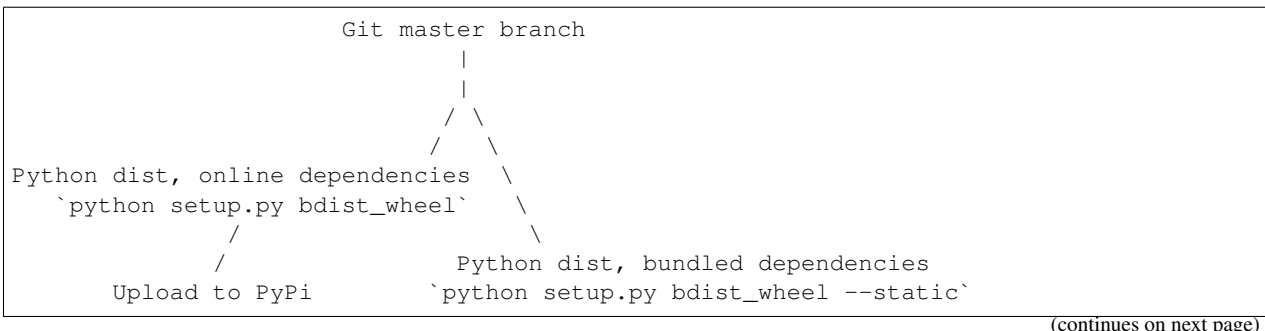 Git master branch
|
|
/ \
/ \
Python dist, online dependencies \
`python setup.py bdist_wheel` \
/ \
/ Python dist, bundled dependencies
Upload to PyPi `python setup.py bdist_wheel --static`
(continues on next page)